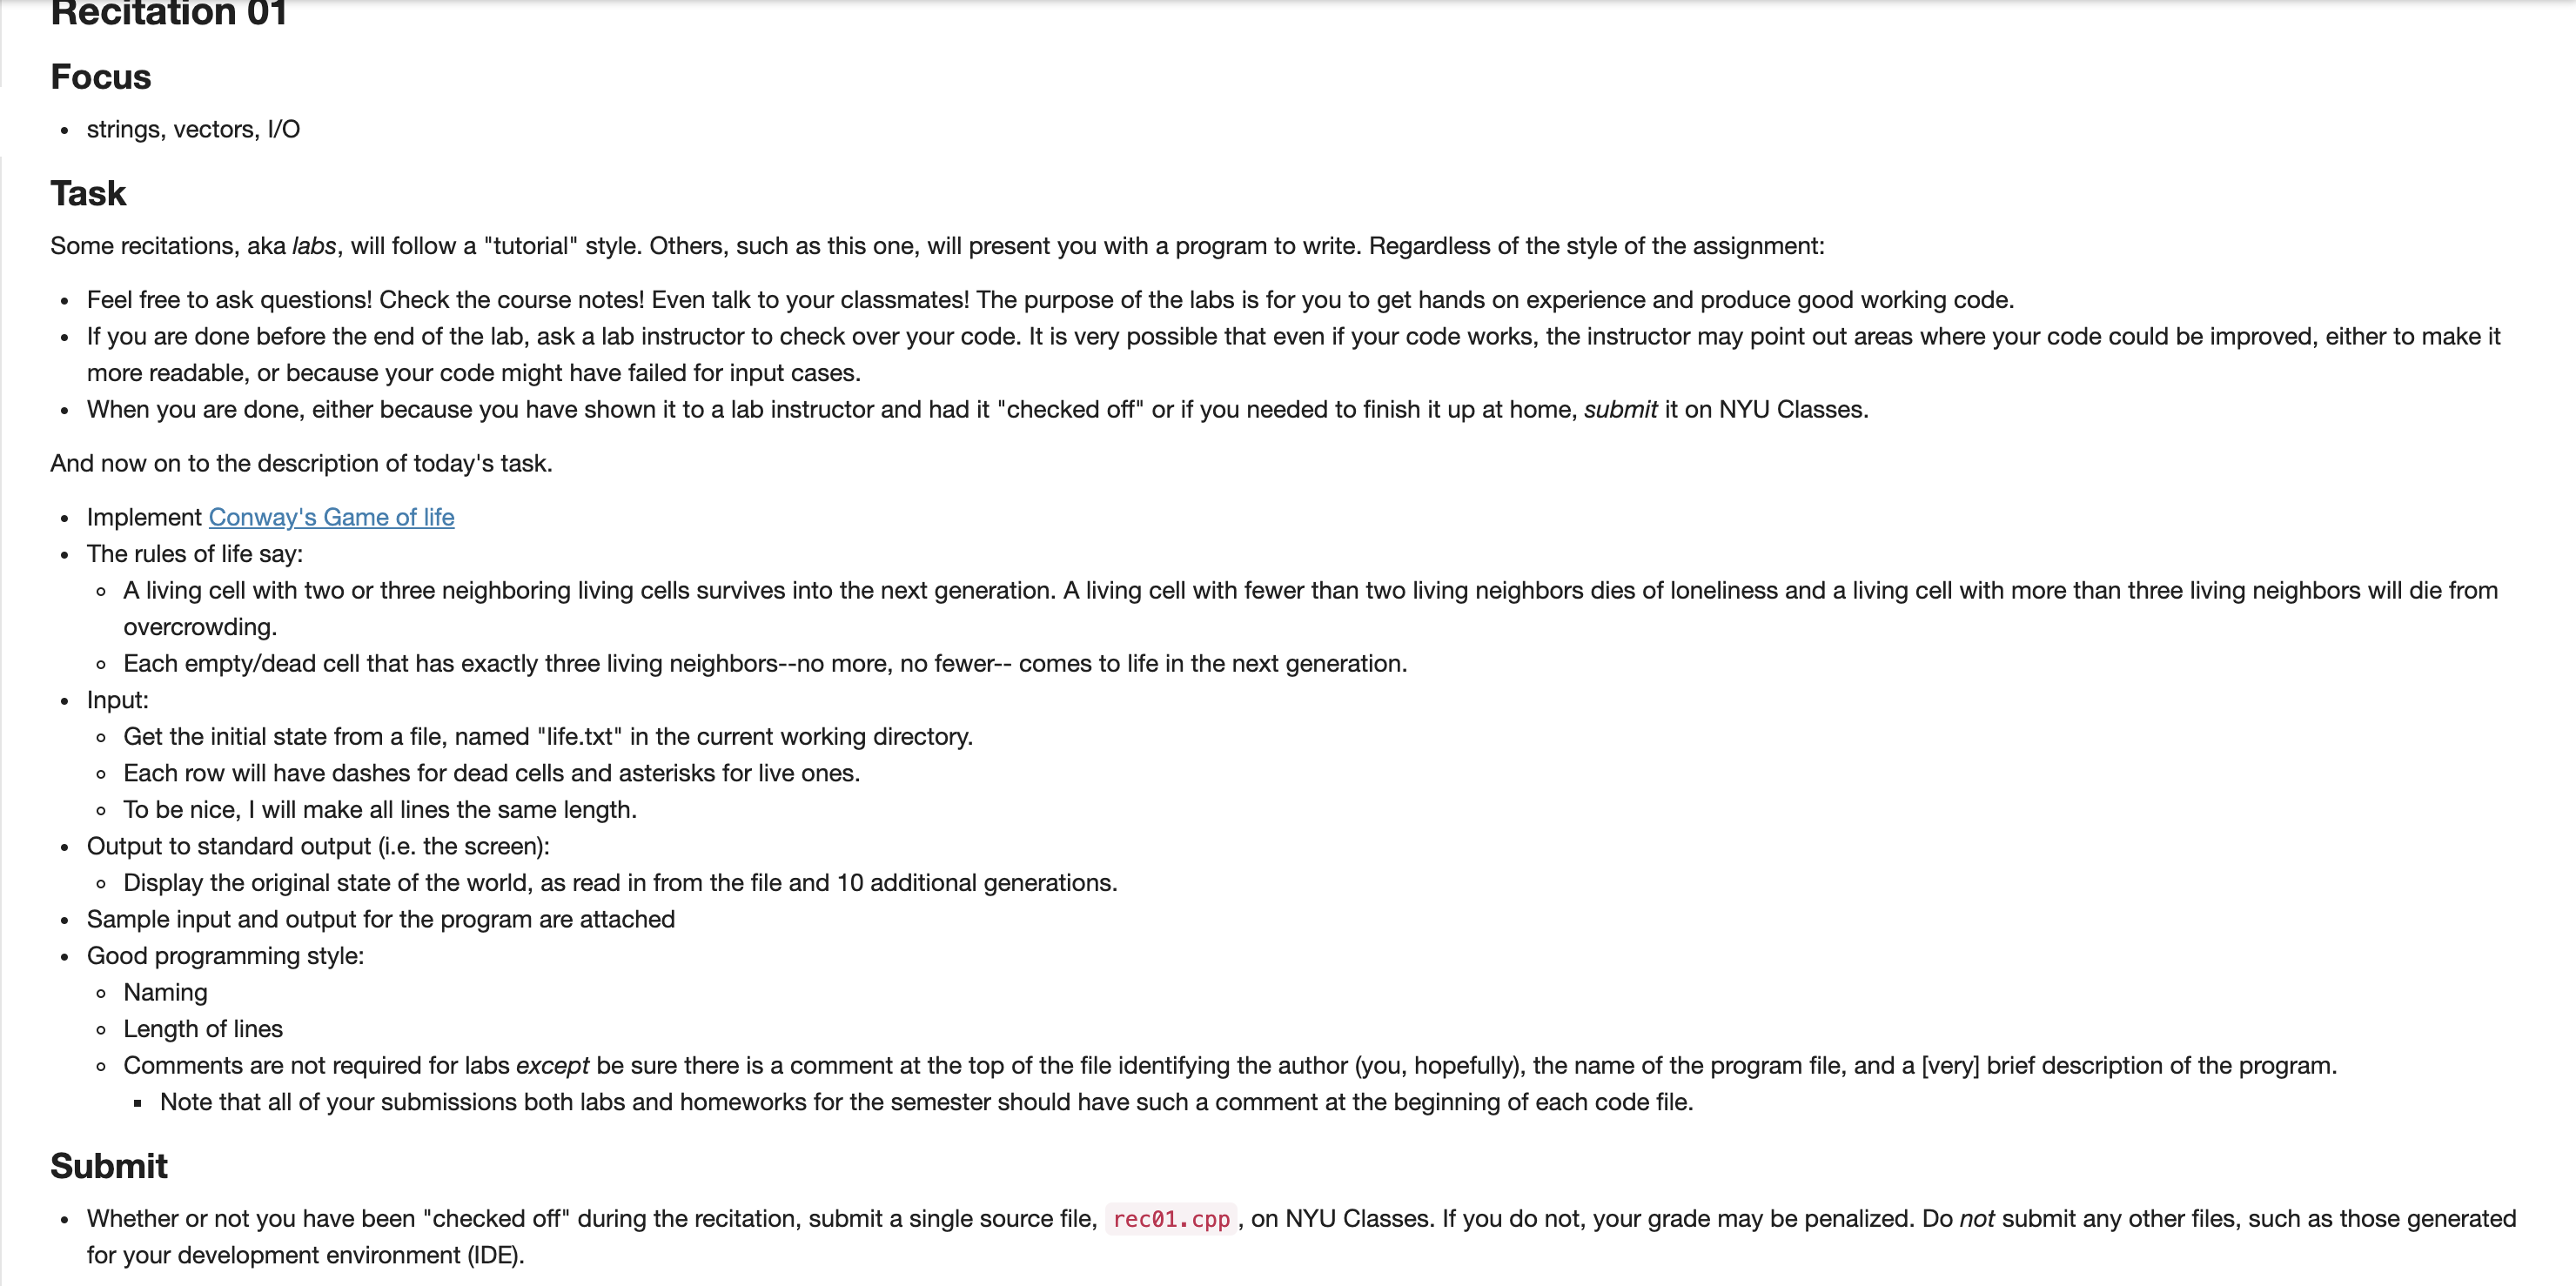 Recitation 01
Focus
• strings, vectors, I/O
Task
Some recitations, aka labs, will follow a "tutorial" style. Others, such as this one, will present you with a program to write. Regardless of the style of the assignment:
• Feel free to ask questions! Check the course notes! Even talk to your classmates! The purpose of the labs is for you to get hands on experience and produce good working code.
• If you are done before the end of the lab, ask a lab instructor to check over your code. It is very possible that even if your code works, the instructor may point out areas where your code could be improved, either to make it
more readable, or because your code might have failed for input cases.
• When you are done, either because you have shown it to a lab instructor and had it "checked off" or if you needed to finish it up at home, submit it on NYU Classes.
And now on to the description of today's task.
• Implement Conway's Game of life
• The rules of life say:
◦ A living cell with two or three neighboring living cells survives into the next generation. A living cell with fewer than two living neighbors dies of loneliness and a living cell with more than three living neighbors will die from
overcrowding.
◦ Each empty/dead cell that has exactly three living neighbors--no more, no fewer-- comes to life in the next generation.
• Input:
◦ Get the initial state from a file, named "life.txt" in the current working directory.
◦ Each row will have dashes for dead cells and asterisks for live ones.
◦ To be nice, I will make all lines the same length.
• Output to standard output (i.e. the screen):
◦ Display the original state of the world, as read in from the file and 10 additional generations.
• Sample input and output for the program are attached
• Good programming style:
◦ Naming
◦ Length of lines
◦ Comments are not required for labs except be sure there is a comment at the top of the file identifying the author (you, hopefully), the name of the program file, and a [very] brief description of the program.
▪ Note that all of your submissions both labs and homeworks for the semester should have such a comment at the beginning of each code file.
Submit
• Whether or not you have been "checked off" during the recitation, submit a single source file, rec01.cpp, on NYU Classes. If you do not, your grade may be penalized. Do not submit any other files, such as those generated
for your development environment (IDE).